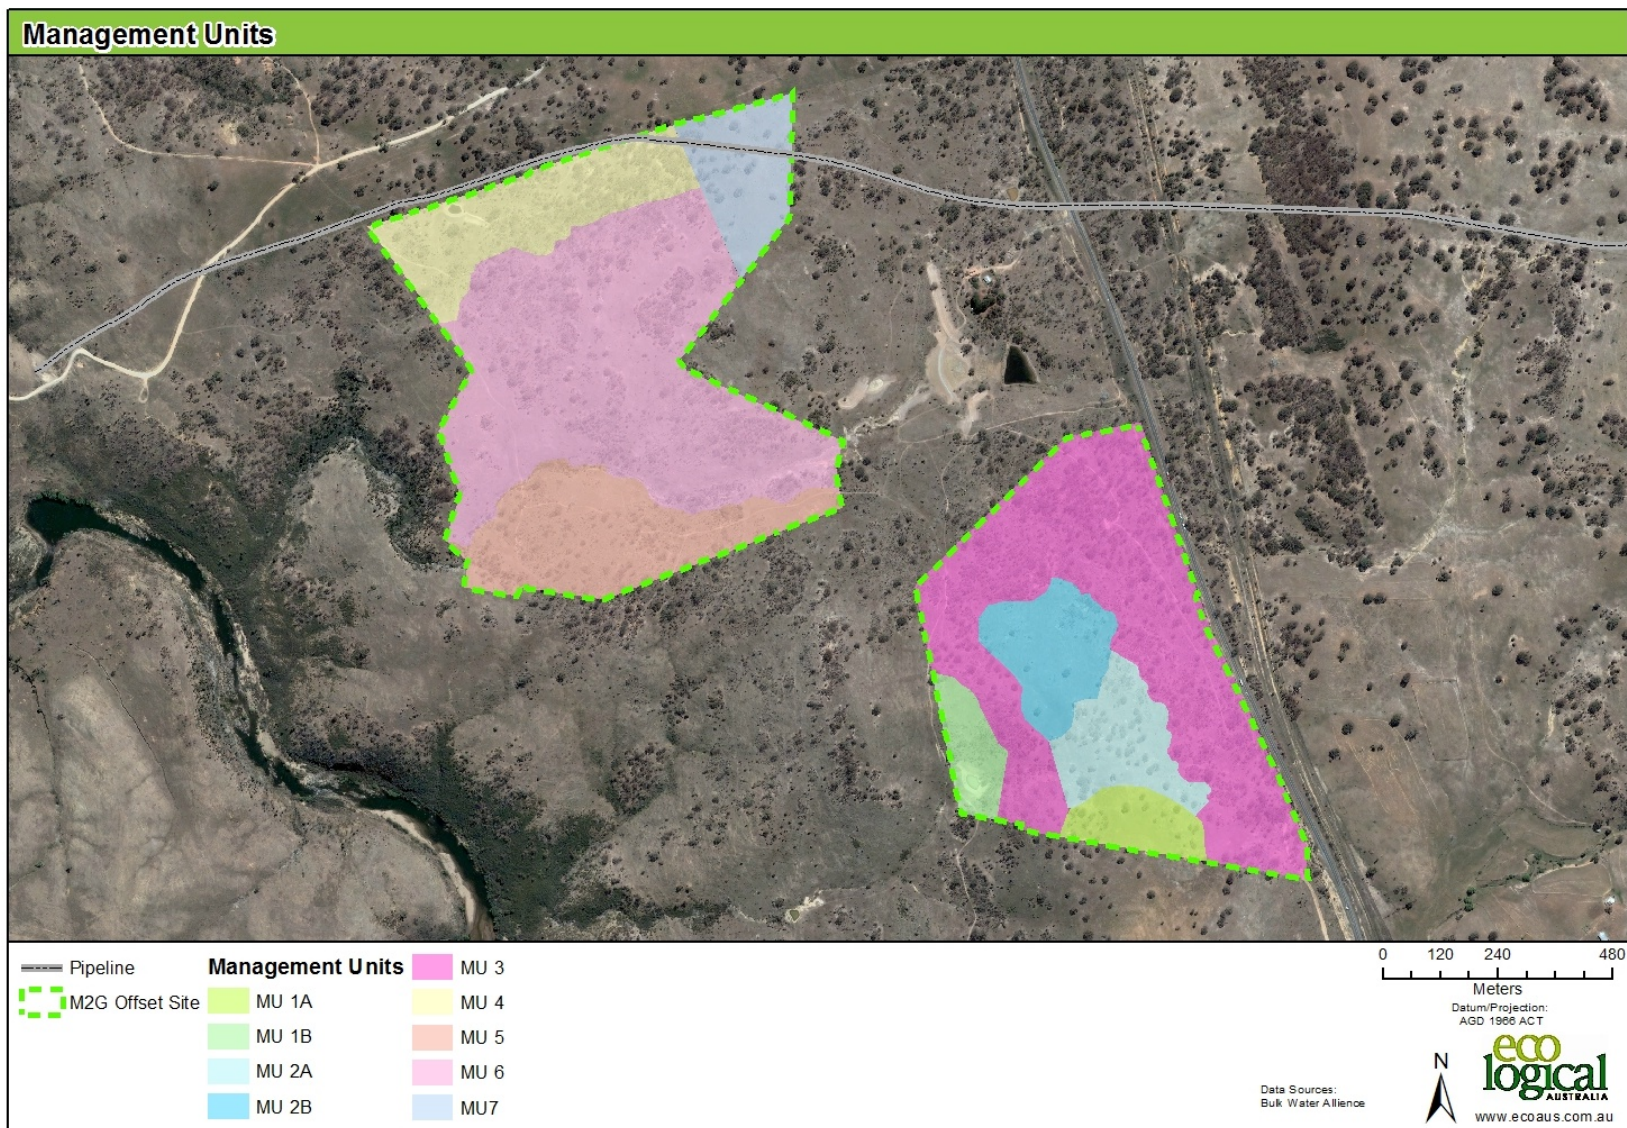 Management Units
Pipeline
M2G Offset Site
Management Units
MU 1A
MU 1B
MU 2A
MU 2B
MU 3
MU 4
MU 5
MU 6
MU7
0 120 240 480
Meters
Datum/Projection:
AGD 1966 ACT
N
eco
logical
AUSTRALIA
www.ecoaus.com.au
Data Sources:
Bulk Water Allience